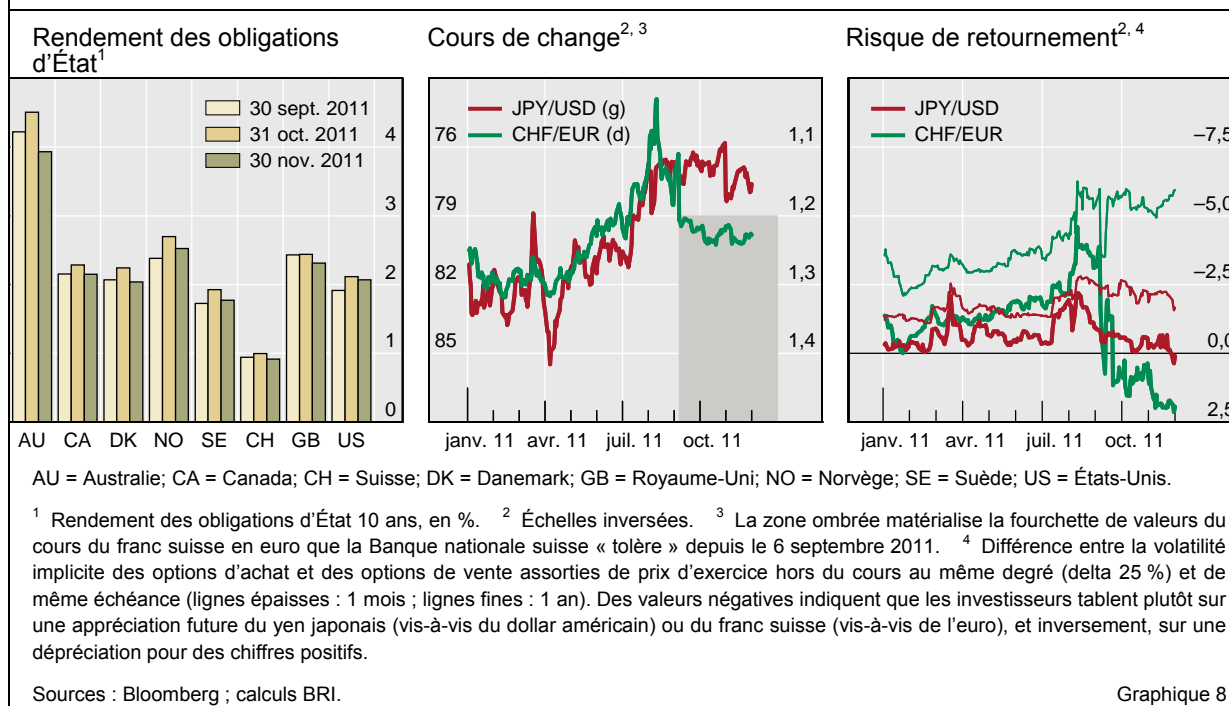 Rendement des obligations
d’État¹
30 sept. 2011
31 oct. 2011
30 nov. 2011
4
3
2
1
0
AU CA DK NO SE CH GB US
Cours de change², ³
JPY/USD (g)
CHF/EUR (d)
76
79
82
85
1,1
1,2
1,3
1,4
janv. 11 avr. 11 juil. 11 oct. 11
Risque de retournement², ⁴
JPY/USD
CHF/EUR
–7,5
–5,0
–2,5
0,0
2,5
janv. 11 avr. 11 juil. 11 oct. 11
AU = Australie; CA = Canada; CH = Suisse; DK = Danemark; GB = Royaume-Uni; NO = Norvège; SE = Suède; US = États-Unis.
¹ Rendement des obligations d’État 10 ans, en %. ² Échelles inversées. ³ La zone ombrée matérialise la fourchette de valeurs du
cours du franc suisse en euro que la Banque nationale suisse « tolère » depuis le 6 septembre 2011. ⁴ Différence entre la volatilité
implicite des options d’achat et des options de vente assorties de prix d’exercice hors du cours au même degré (delta 25 %) et de
même échéance (lignes épaisses : 1 mois ; lignes fines : 1 an). Des valeurs négatives indiquent que les investisseurs tablent plutôt sur
une appréciation future du yen japonais (vis-à-vis du dollar américain) ou du franc suisse (vis-à-vis de l’euro), et inversement, sur une
dépréciation pour des chiffres positifs.
Sources : Bloomberg ; calculs BRI. Graphique 8